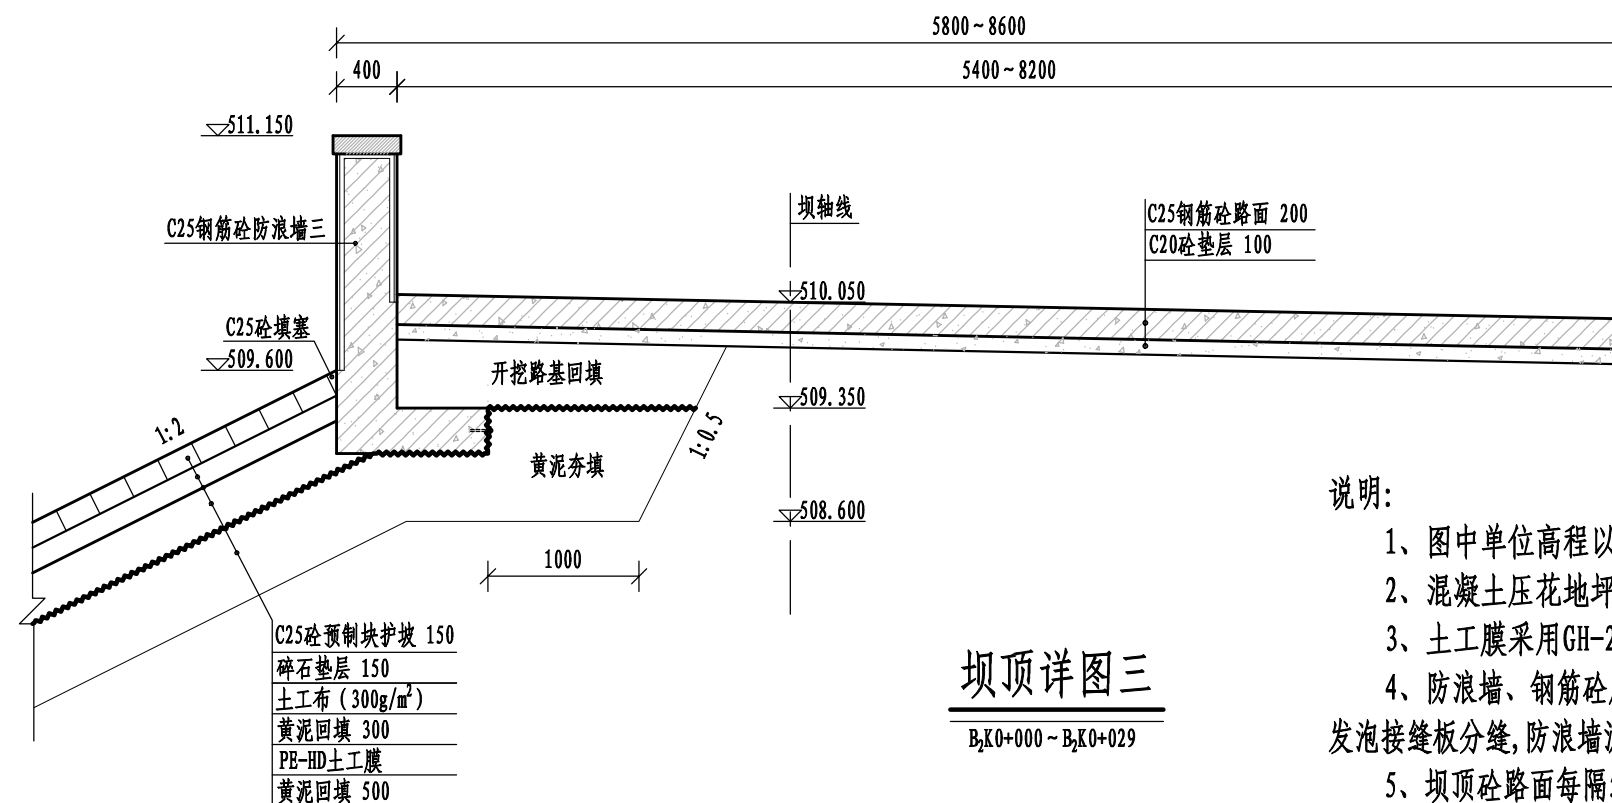 5800~8600
400
5400~8200
511.150
C25钢筋砼防浪墙三
坝轴线
C25钢筋砼路面 200
C20砼垫层 100
510.050
C25砼填塞
509.600
开挖路基回填
509.350
1:2
1:0.5
黄泥夯填
508.600
1000
C25砼预制块护坡 150
碎石垫层 150
土工布（300g/m²）
黄泥回填 300
PE-HD土工膜
黄泥回填 500
坝顶详图三
B₂K0+000~B₂K0+029
说明:
1、图中单位高程以
2、混凝土压花地坪
3、土工膜采用GH-2
4、防浪墙、钢筋砼
发泡接缝板分缝,防浪墙
5、坝顶砼路面每隔